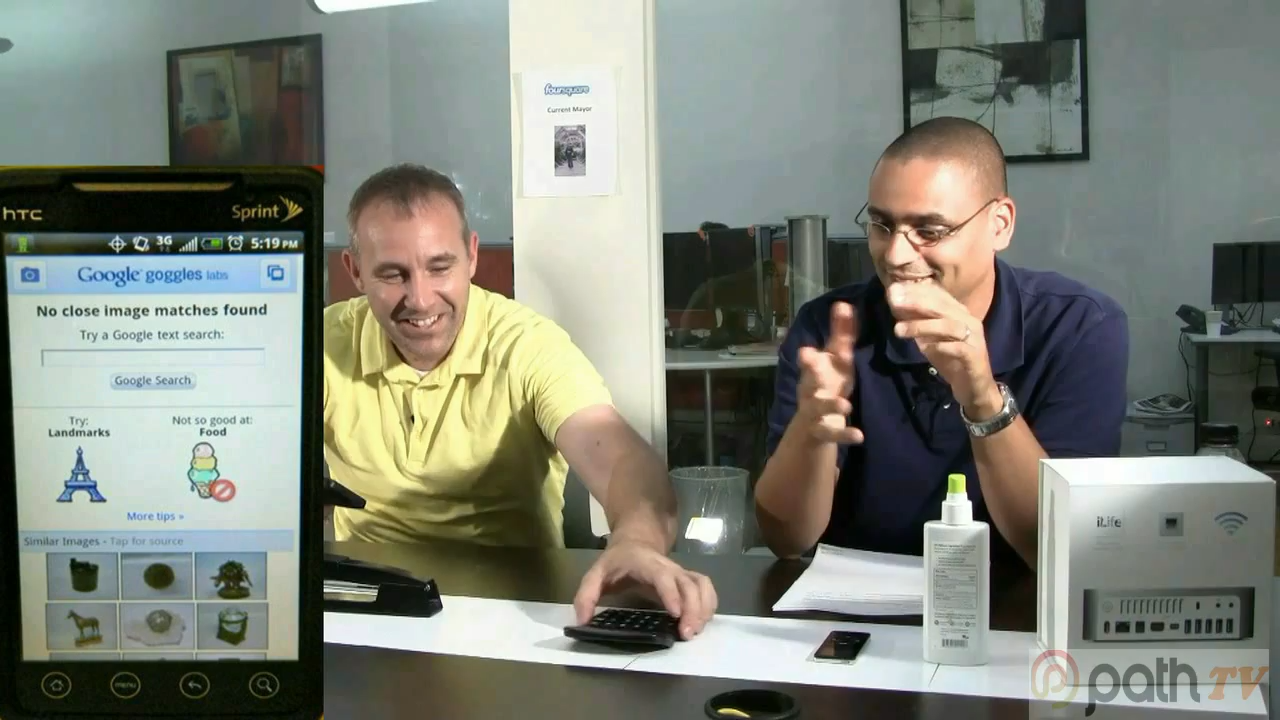 foursquare
Current Mayor
hTC
Sprint
3G
5:19 PM
Google goggles labs
No close image matches found
Try a Google text search:
Google Search
Try:
Landmarks
Not so good at:
Food
More tips »
Similar Images - Tap for source
menu
iLife
path TV